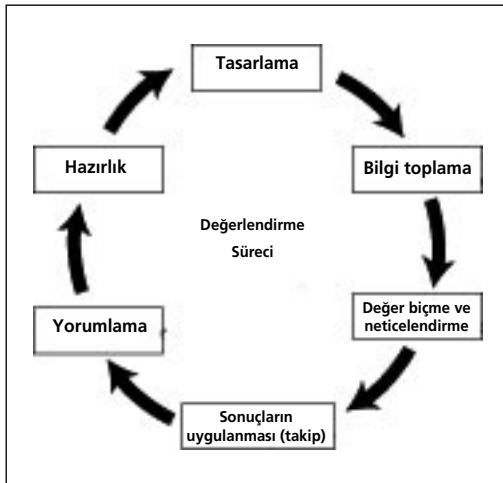 Tasarlama
Hazırlık
Bilgi toplama
Değerlendirme
Süreci
Yorumlama
Değer biçme ve
neticelendirme
Sonuçların
uygulanması (takip)